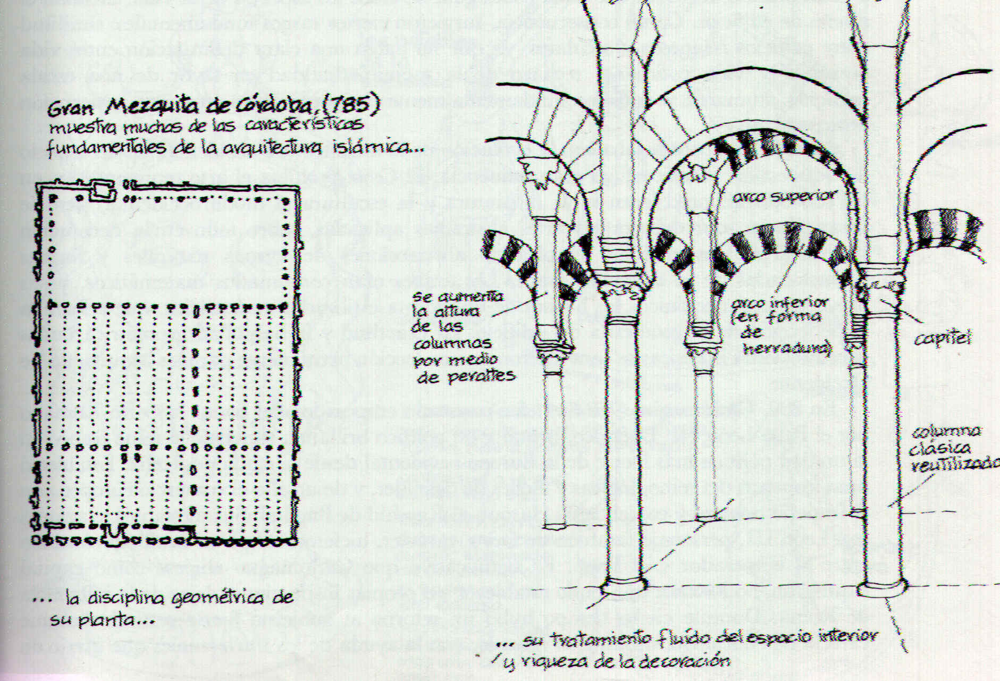 Gran Mezquita de Córdoba, (785)
muestra muchas de las características
fundamentales de la arquitectura islámica...
... la disciplina geométrica de
su planta...
se aumenta
la altura
de las
columnas
por medio
de peraltes
arco superior
arco inferior
(en forma
de
herradura)
capitel
columna
clásica
reutilizada
... su tratamiento fluído del espacio interior
y riqueza de la decoración